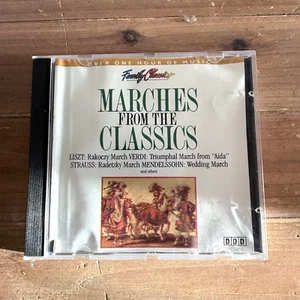 OVER ONE HOUR OF MUSIC
Family Classics
MARCHES
FROM THE
CLASSICS
LISZT: Rakoczy March VERDI: Triumphal March from "Aida"
STRAUSS: Radetzky March MENDELSSOHN: Wedding March
and others
DDD